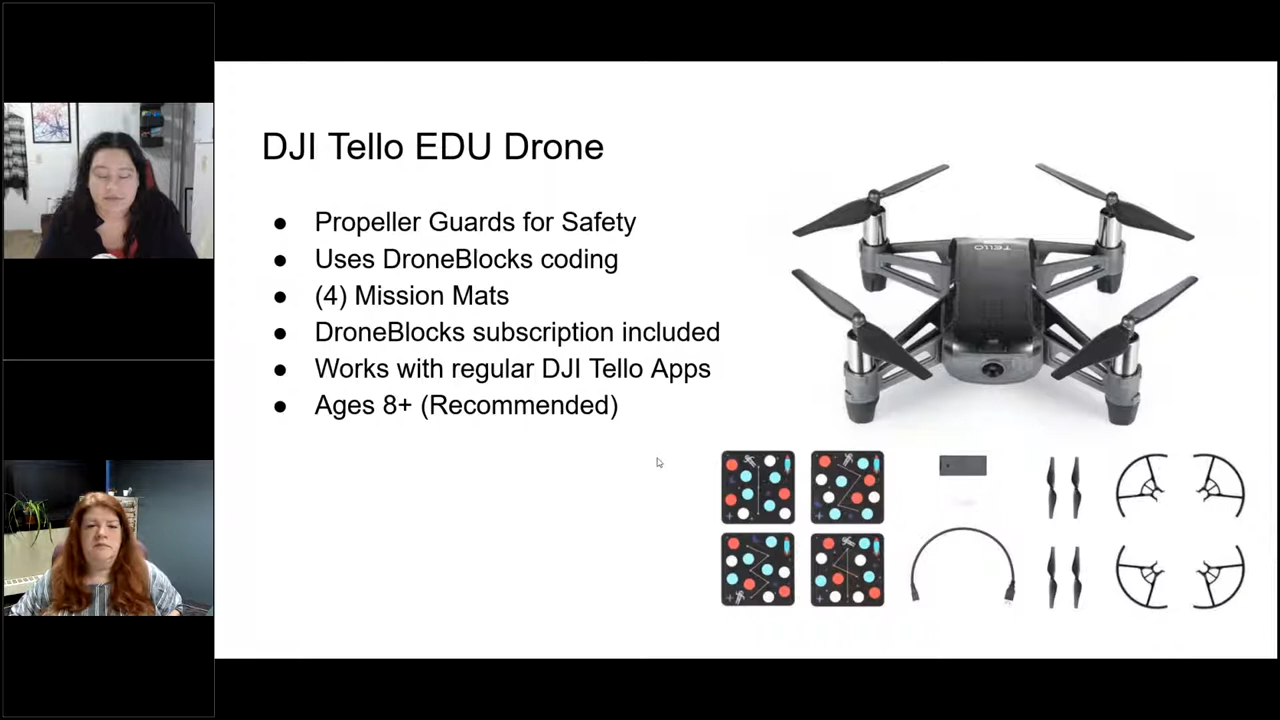 DJI Tello EDU Drone
● Propeller Guards for Safety
● Uses DroneBlocks coding
● (4) Mission Mats
● DroneBlocks subscription included
● Works with regular DJI Tello Apps
● Ages 8+ (Recommended)
TELLO